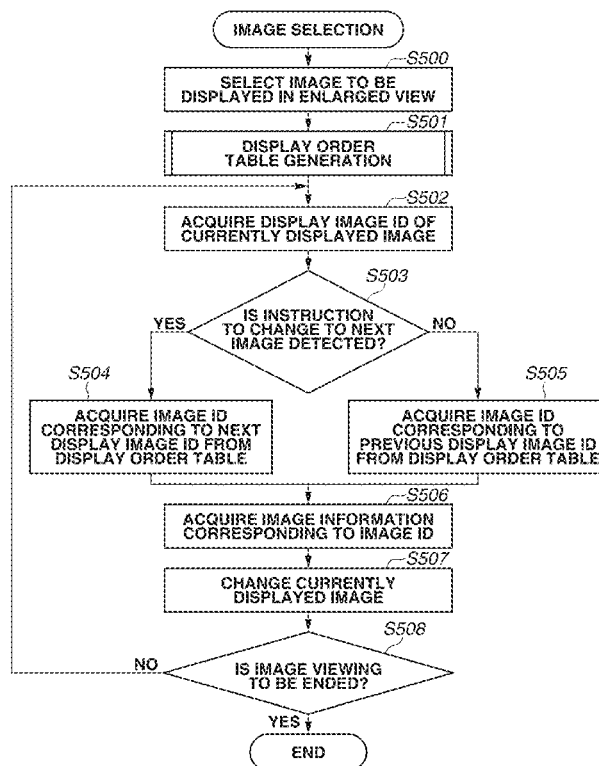 IMAGE SELECTION
S500
SELECT IMAGE TO BE
DISPLAYED IN ENLARGED VIEW
S501
DISPLAY ORDER
TABLE GENERATION
S502
ACQUIRE DISPLAY IMAGE ID OF
CURRENTLY DISPLAYED IMAGE
S503
IS INSTRUCTION
TO CHANGE TO NEXT
IMAGE DETECTED?
YES
NO
S504
ACQUIRE IMAGE ID
CORRESPONDING TO NEXT
DISPLAY IMAGE ID FROM
DISPLAY ORDER TABLE
S505
ACQUIRE IMAGE ID
CORRESPONDING TO
PREVIOUS DISPLAY IMAGE ID
FROM DISPLAY ORDER TABLE
S506
ACQUIRE IMAGE INFORMATION
CORRESPONDING TO IMAGE ID
S507
CHANGE CURRENTLY
DISPLAYED IMAGE
S508
IS IMAGE VIEWING
TO BE ENDED?
NO
YES
END